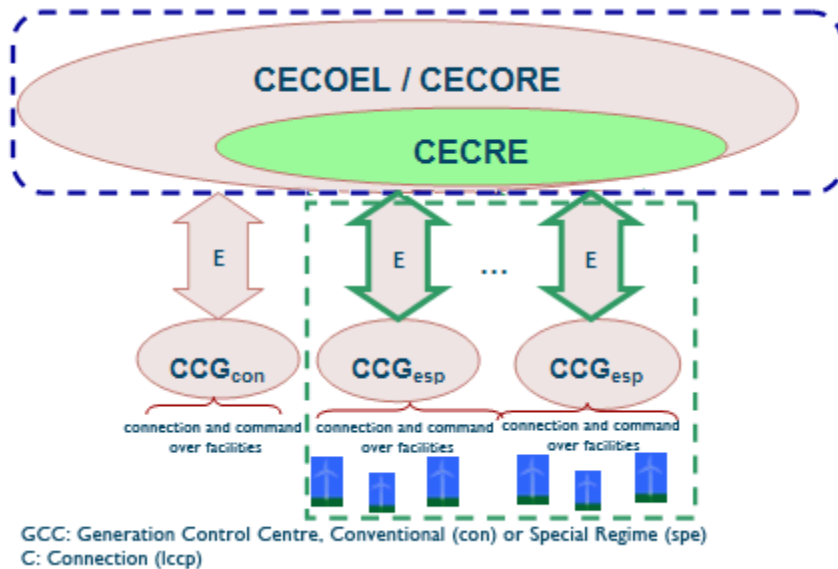 CECOEL / CECORE
CECRE
E
E
...
E
CCGcon
CCGesp
CCGesp
connection and command
over facilities
connection and command
over facilities
connection and command
over facilities
GCC: Generation Control Centre, Conventional (con) or Special Regime (spe)
C: Connection (Iccp)